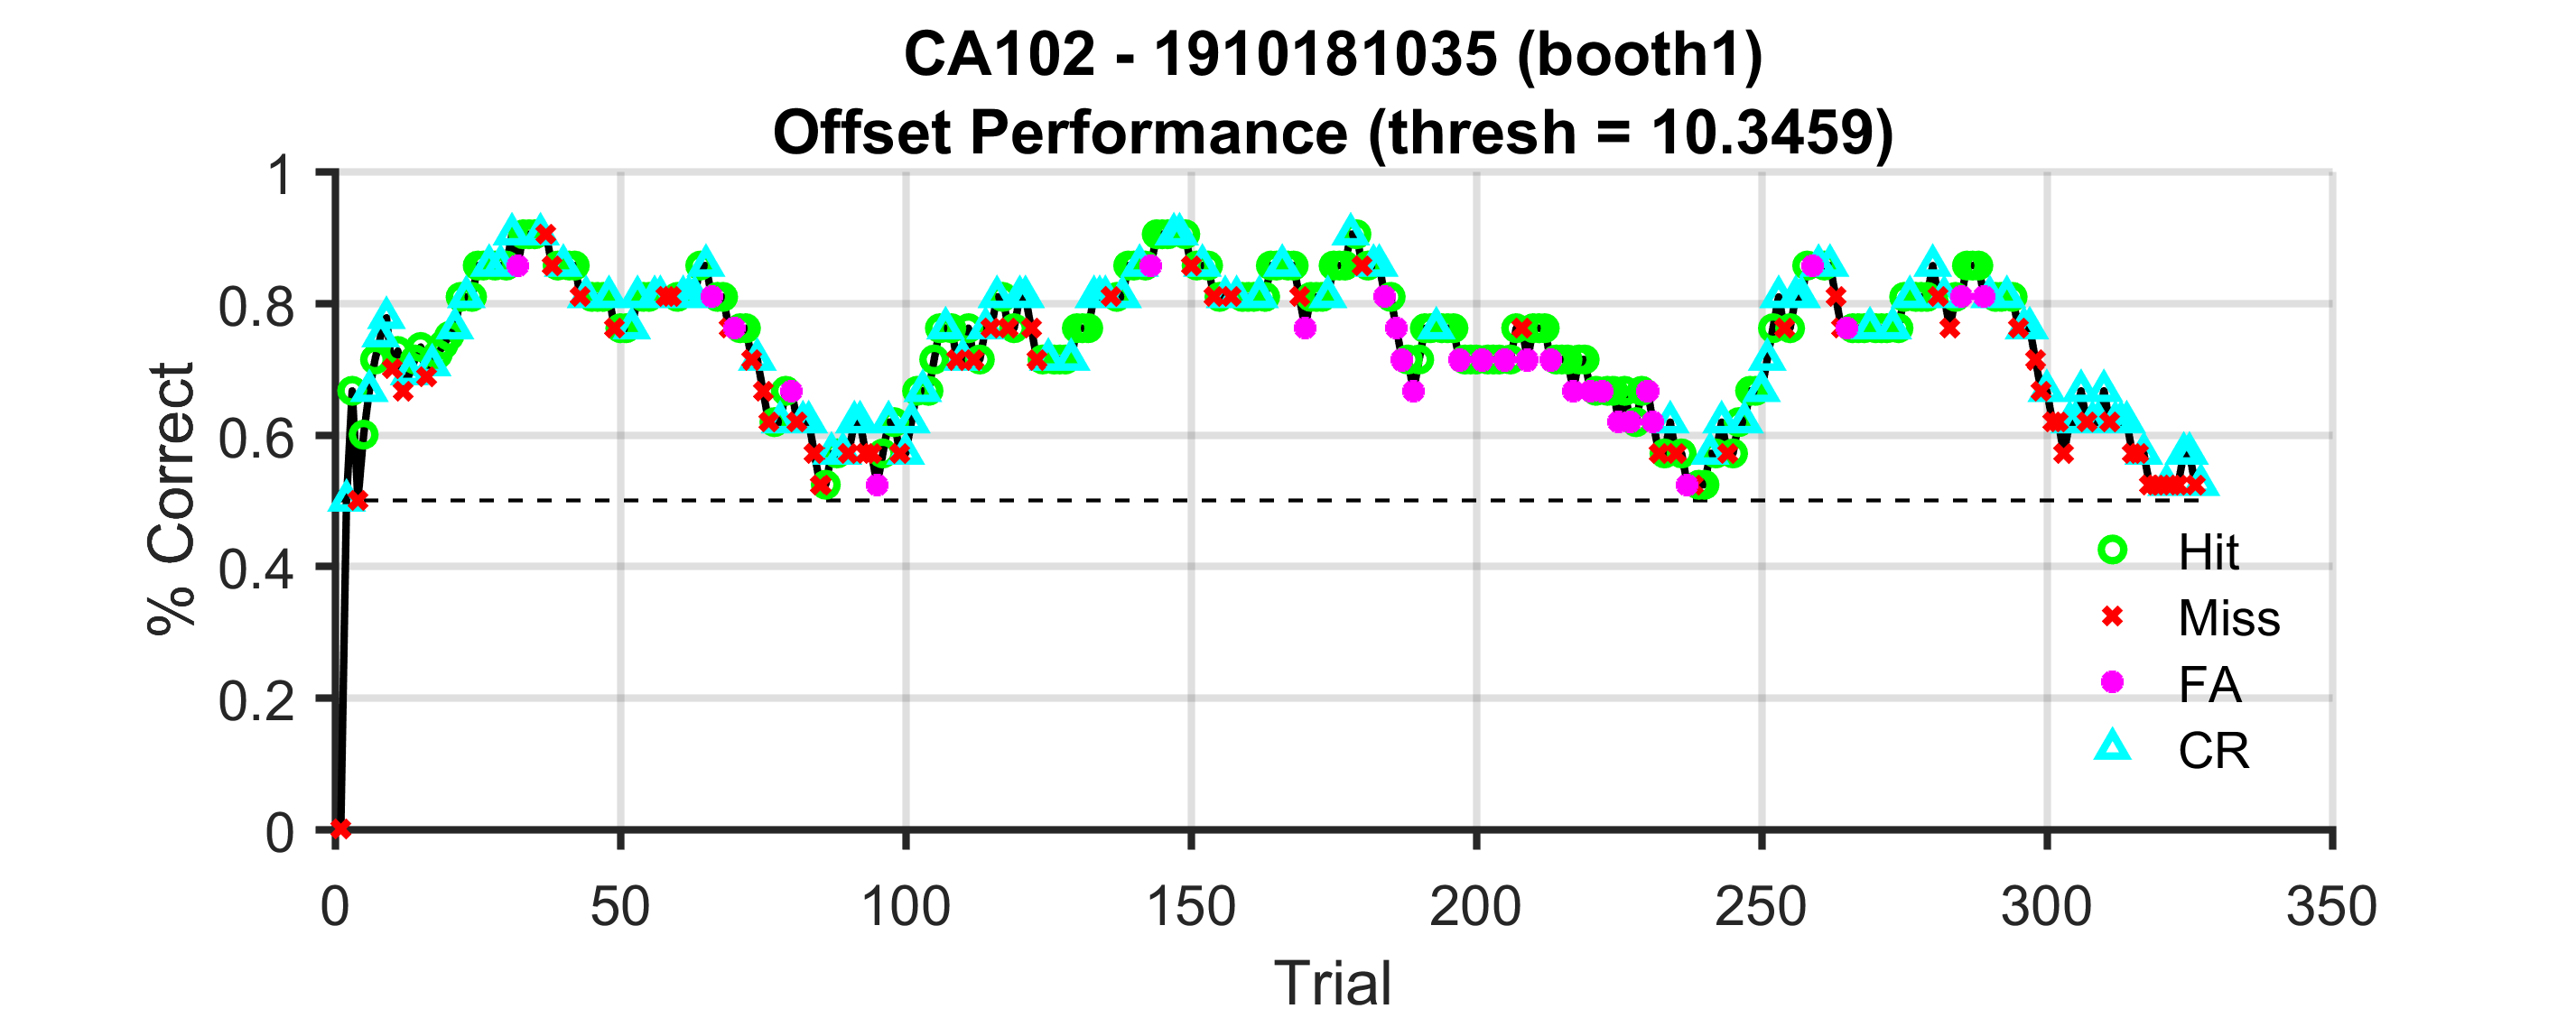 CA102 - 1910181035 (booth1)
Offset Performance (thresh = 10.3459)
1
0.8
0.6
0.4
0.2
0
% Correct
Hit
Miss
FA
CR
0 50 100 150 200 250 300 350
Trial